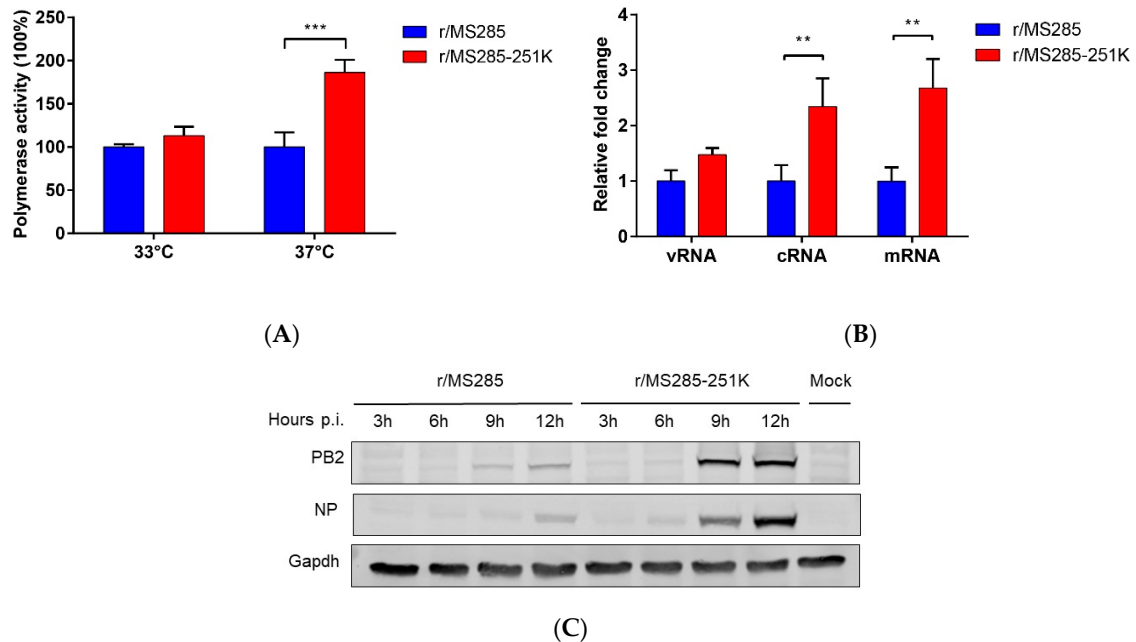 Polymerase activity (100%)
250
200
150
100
50
0
***
33°C
37°C
r/MS285
r/MS285-251K
(A)
Relative fold change
4
3
2
1
0
**
**
vRNA
cRNA
mRNA
r/MS285
r/MS285-251K
(B)
r/MS285 r/MS285-251K Mock
Hours p.i. 3h 6h 9h 12h 3h 6h 9h 12h
PB2
NP
Gapdh
(C)